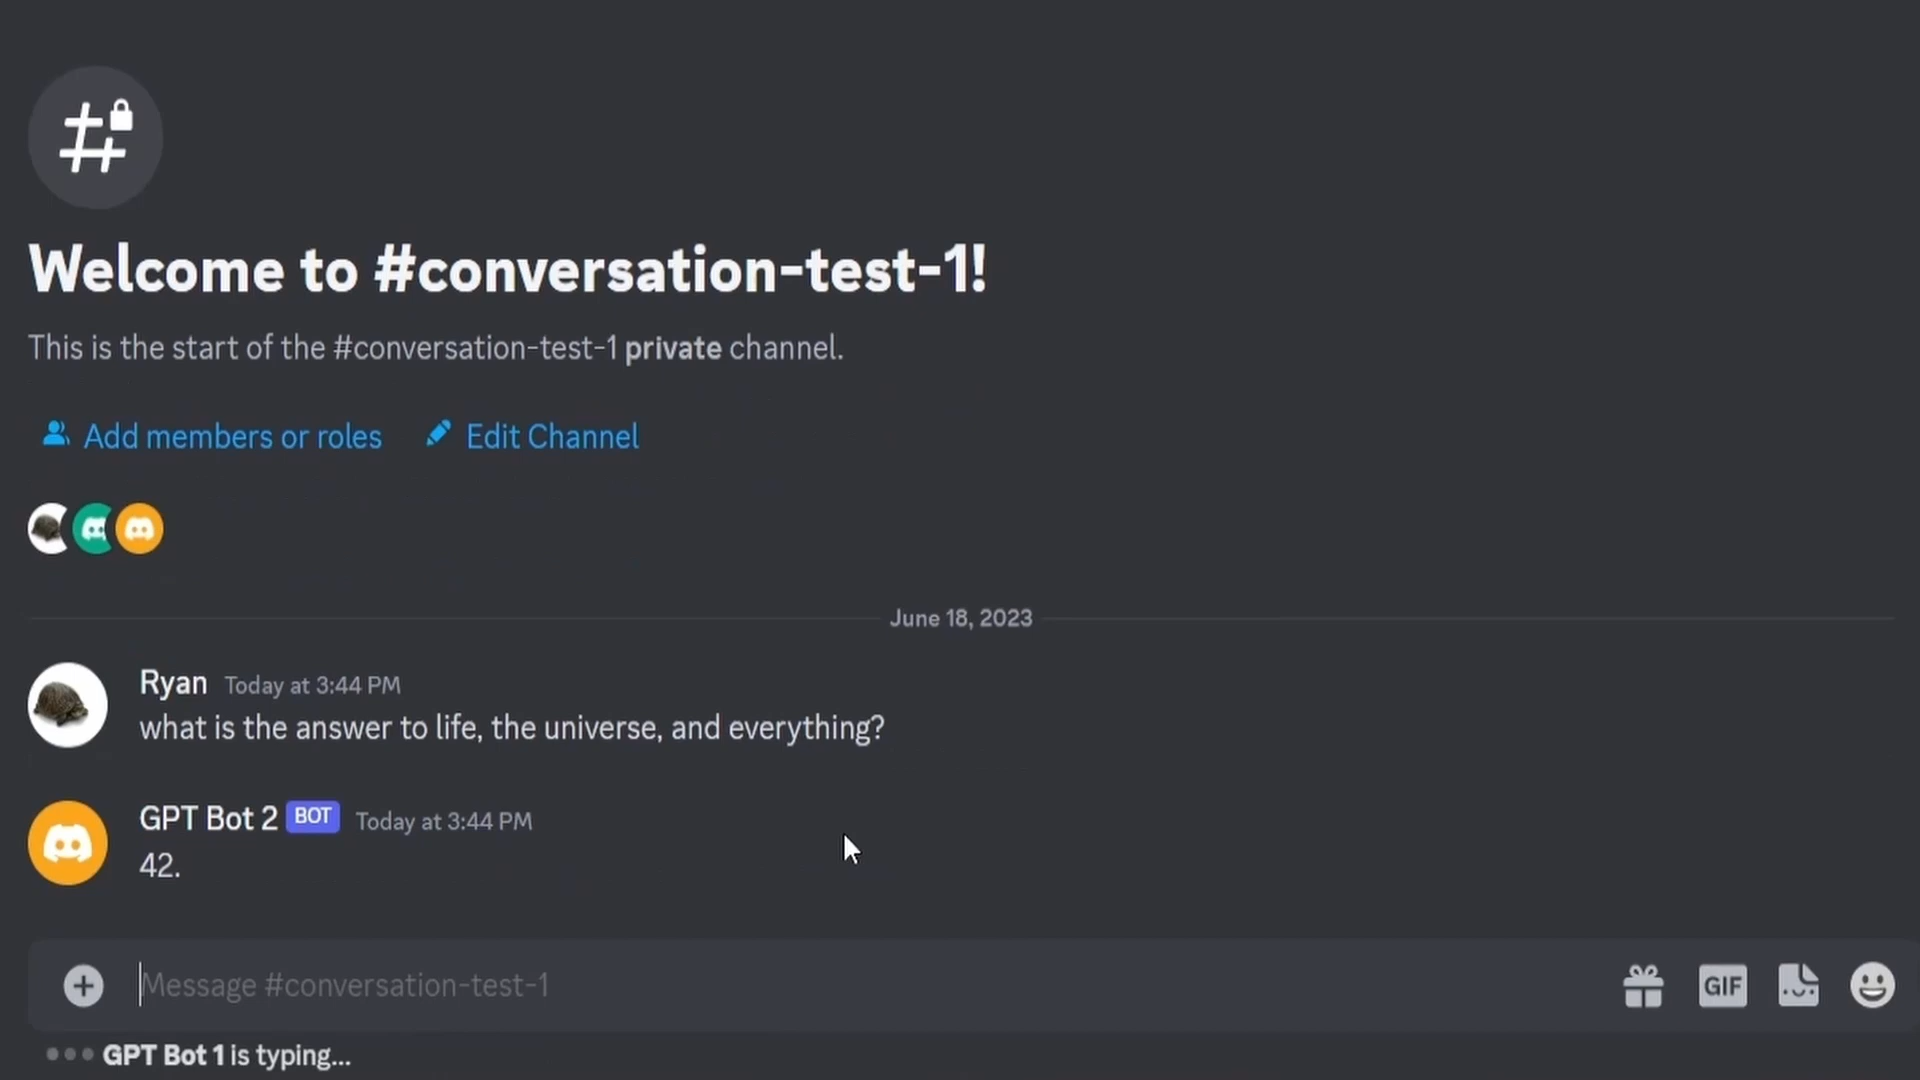 Welcome to #conversation-test-1!
This is the start of the #conversation-test-1 private channel.
Add members or roles Edit Channel
June 18, 2023
Ryan Today at 3:44 PM
what is the answer to life, the universe, and everything?
GPT Bot 2 BOT Today at 3:44 PM
42.
Message #conversation-test-1 GIF
GPT Bot 1 is typing...